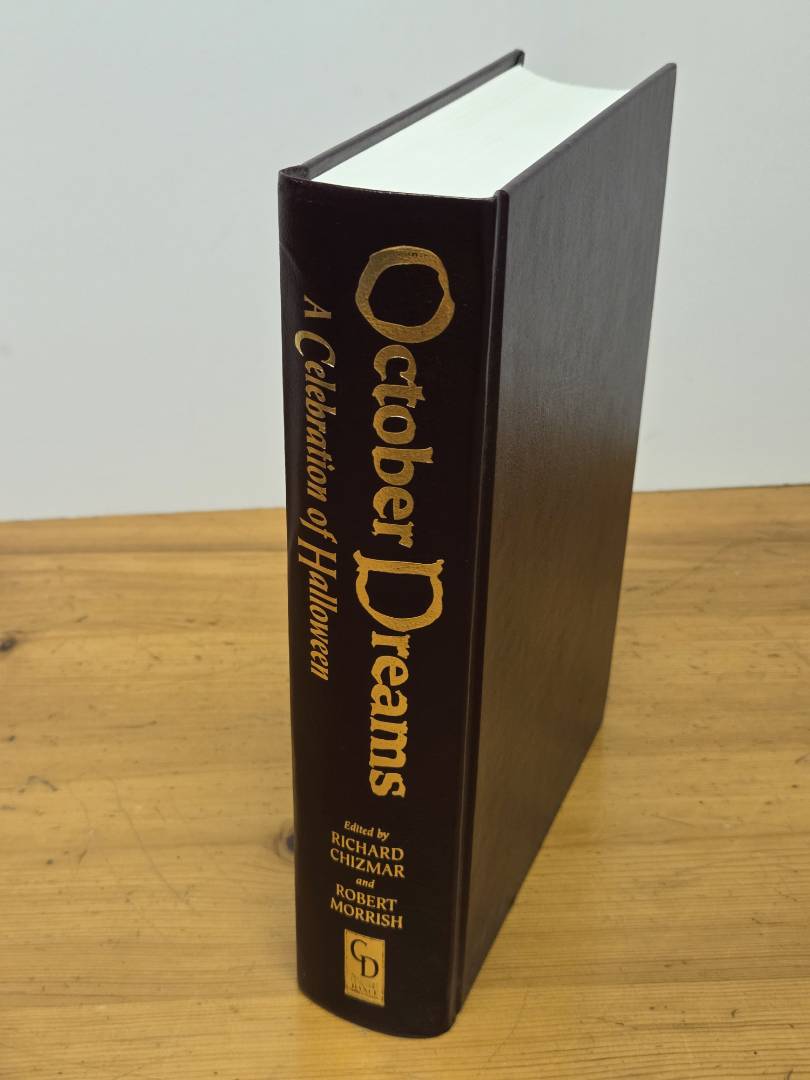 October Dreams
A Celebration of Halloween
Edited by
RICHARD
CHIZMAR
and
ROBERT
MORRISH
CD